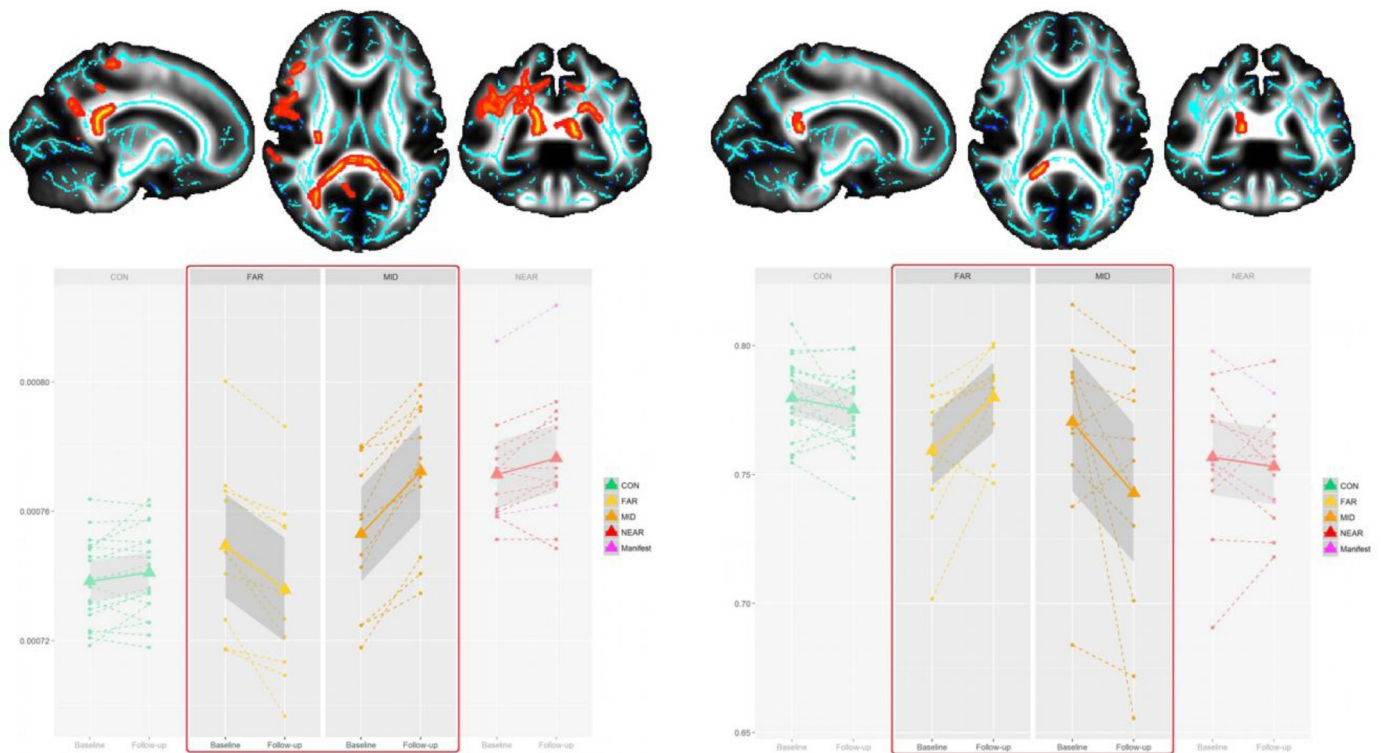 CON FAR MID NEAR
0.00080
0.00076
0.00072
CON
FAR
MID
NEAR
Manifest
Baseline Follow-up Baseline Follow-up Baseline Follow-up Baseline Follow-up
CON FAR MID NEAR
0.80
0.75
0.70
0.65
CON
FAR
MID
NEAR
Manifest
Baseline Follow-up Baseline Follow-up Baseline Follow-up Baseline Follow-up